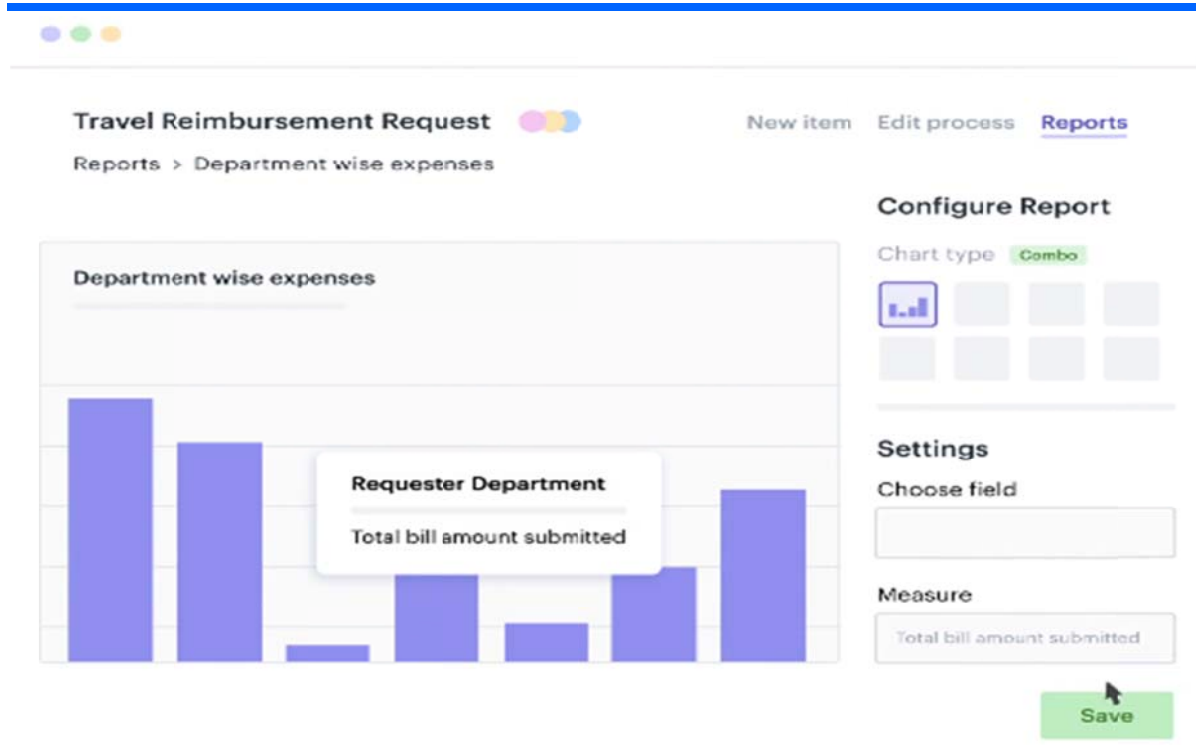 Travel Reimbursement Request
New item Edit process Reports
Reports > Department wise expenses
Configure Report
Chart type Combo
Department wise expenses
Requester Department
Total bill amount submitted
Settings
Choose field
Measure
Total bill amount submitted
Save